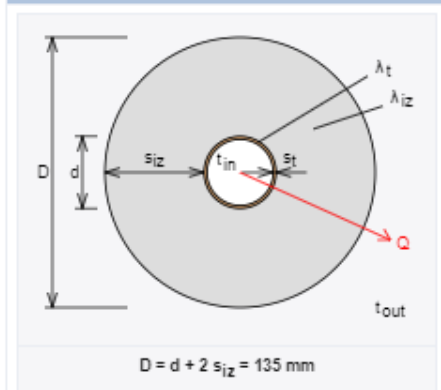 λt
λiz
D
d
siz
tin
st
Q
tout
D = d + 2 siz = 135 mm